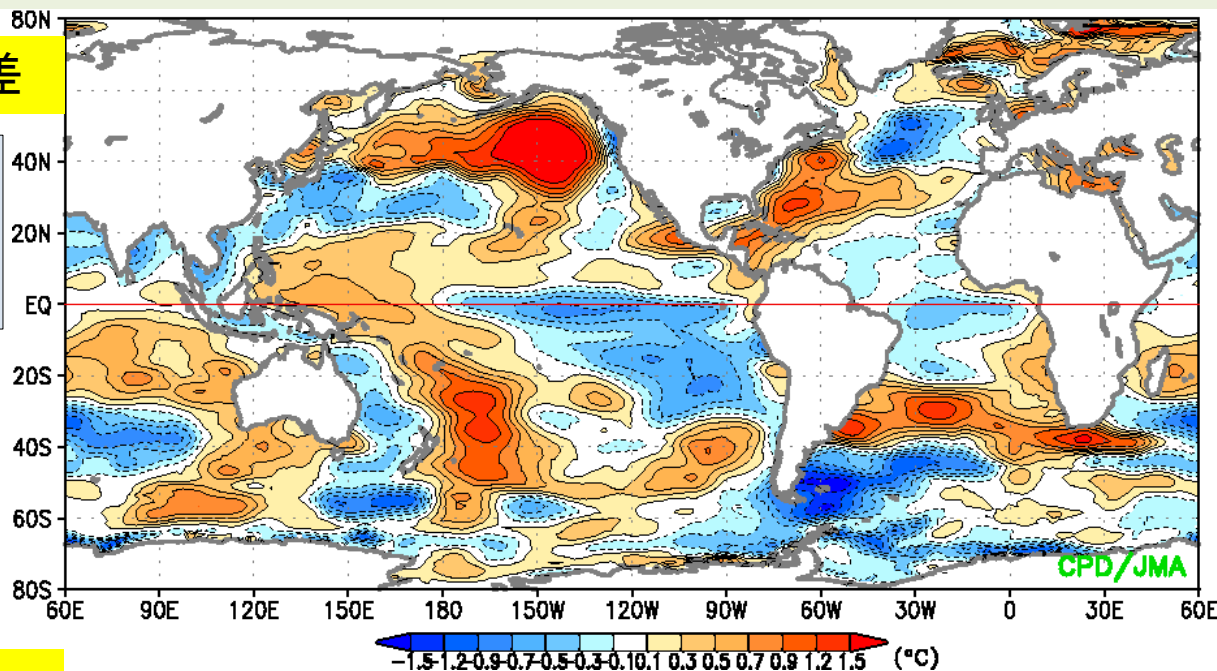 80N
差
40N
20N
EQ
20S
40S
60S
80S
CPD/JMA
60E 90E 120E 150E 180 150W 120W 90W 60W 30W 0 30E 60E
-1.5-1.2-0.9-0.7-0.5-0.3-0.10.1 0.3 0.5 0.7 0.9 1.2 1.5 (°C)